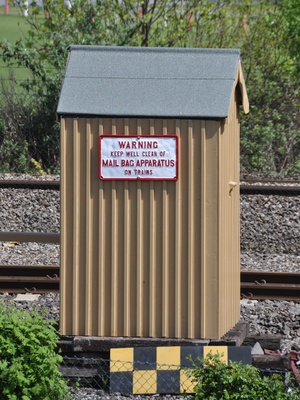 WARNING
KEEP WELL CLEAR OF
MAIL BAG APPARATUS
ON TRAINS